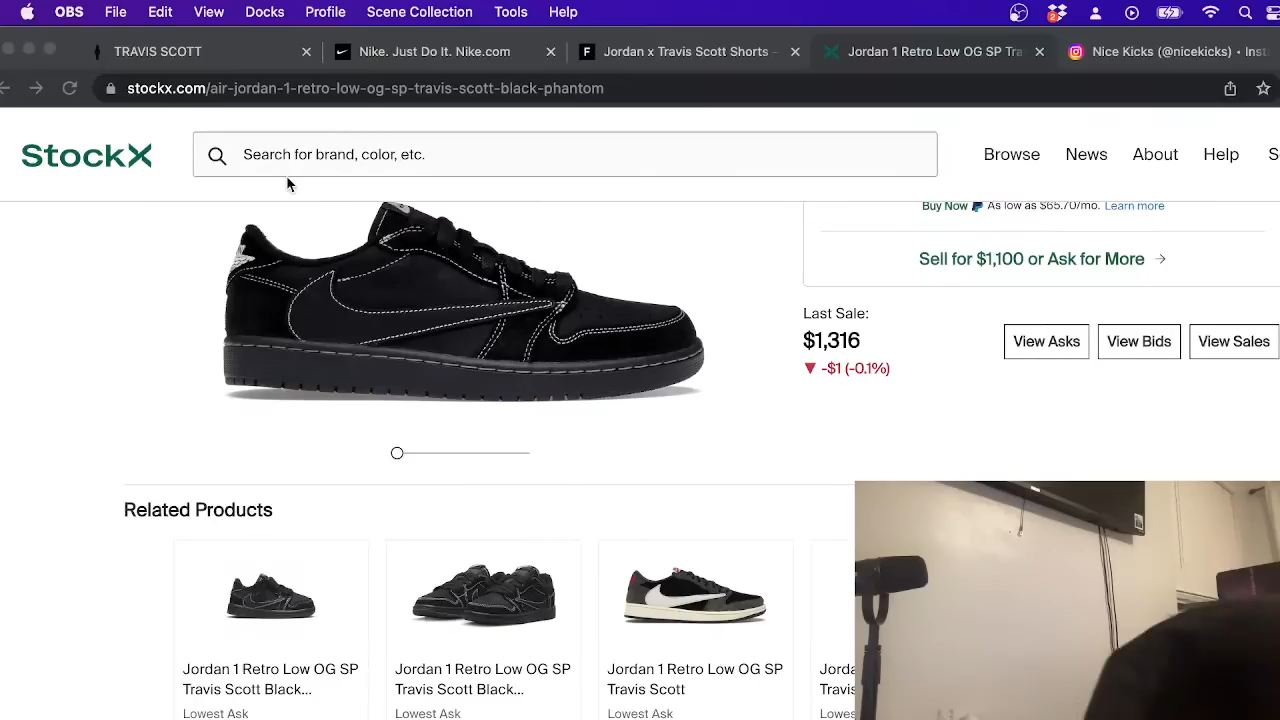 OBS File Edit View Docks Profile Scene Collection Tools Help
2
TRAVIS SCOTT
Nike. Just Do It. Nike.com
F Jordan x Travis Scott Shorts –
Jordan 1 Retro Low OG SP Tra
Nice Kicks (@nicekicks) • Inst
stockx.com/air-jordan-1-retro-low-og-sp-travis-scott-black-phantom
StockX
Search for brand, color, etc.
Browse News About Help S
Buy Now As low as $65.70/mo. Learn more
Sell for $1,100 or Ask for More →
Last Sale:
$1,316
▼ -$1 (-0.1%)
View Asks View Bids View Sales
Related Products
Jordan 1 Retro Low OG SP
Travis Scott Black...
Lowest Ask
Jordan 1 Retro Low OG SP
Travis Scott Black...
Lowest Ask
Jordan 1 Retro Low OG SP
Travis Scott
Lowest Ask
Jorda
Travis
Lowes